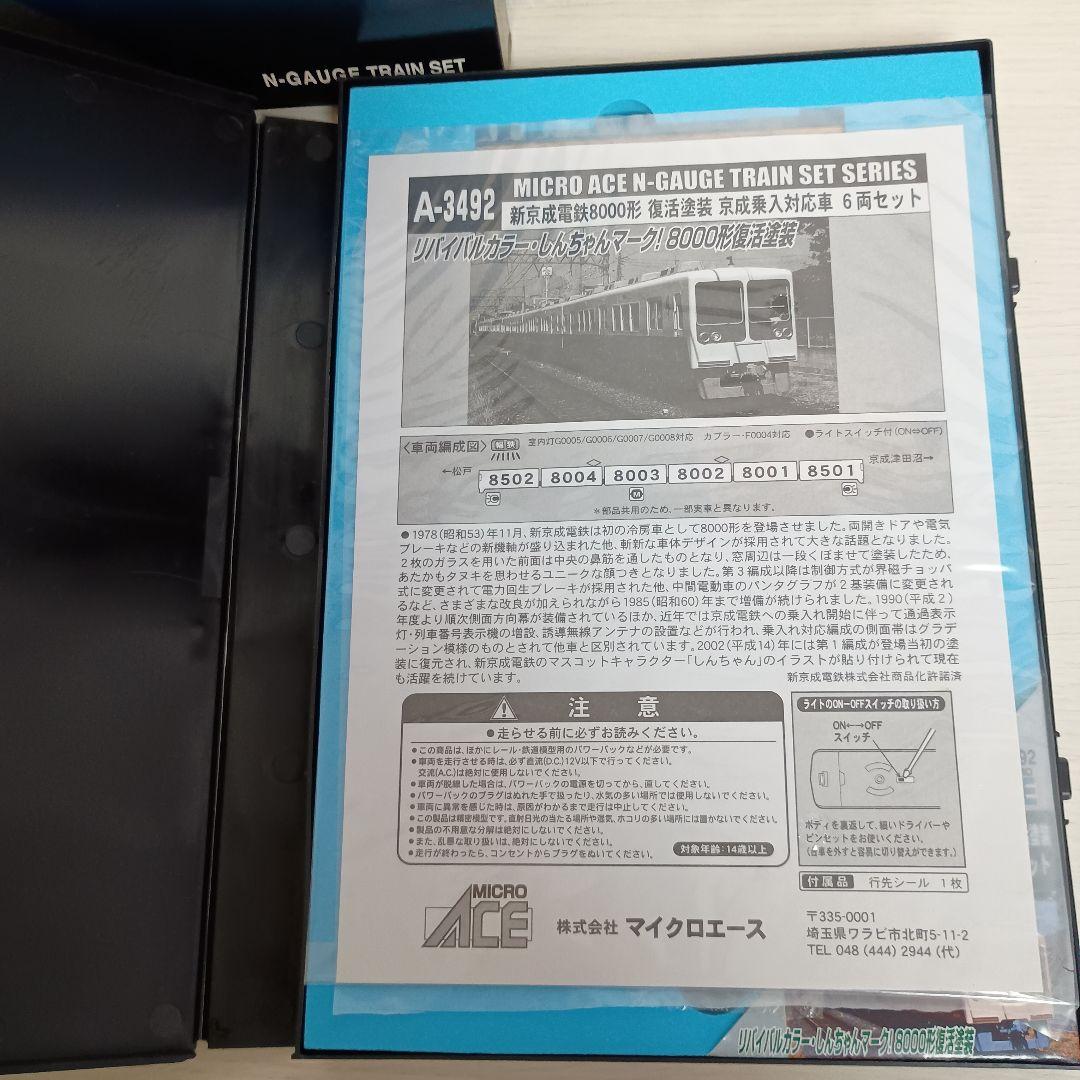 N-GAUGE TRAIN SET
A-3492
MICRO ACE N-GAUGE TRAIN SET SERIES
新京成電鉄8000形 復活塗装 京成乗入対応車 6両セット
リバイバルカラー・しんちゃんマーク!8000形復活塗装
〈車両編成図〉
室内灯G0005/G0006/G0007/G0008対応 カプラー・F0004対応 ●ライトスイッチ付(ON⇔OFF)
←松戸
京成津田沼→
8502 8004 8003 8002 8001 8501
C M C
*部品共用のため、一部実車と異なります。
●1978(昭和53)年11月、新京成電鉄は初の冷房車として8000形を登場させました。両開きドアや電気
ブレーキなどの新機軸が盛り込まれた他、斬新な車体デザインが採用されて大きな話題となりました。
2枚のガラスを用いた前面は中央の鼻筋を通したものとなり、窓周辺は一段くぼませて塗装したため、
あたかもタヌキを思わせるユニークな顔つきとなりました。第3編成以降は制御方式が界磁チョッパ
式に変更されて電力回生ブレーキが採用された他、中間電動車のパンタグラフが2基装備に変更され
るなど、さまざまな改良が加えられながら1985(昭和60)年まで増備が続けられました。1990(平成2)
年度より順次側面方向幕が装備されているほか、近年では京成電鉄への乗入れ開始に伴って通過表示
灯・列車番号表示機の増設、誘導無線アンテナの設置などが行われ、乗入れ対応編成の側面帯はグラデ
ーション模様のものとされて他車と区別されています。2002(平成14)年には第1編成が登場当初の塗
装に復元され、新京成電鉄のマスコットキャラクター「しんちゃん」のイラストが貼り付けられて現在
も活躍を続けています。
新京成電鉄株式会社商品化許諾済
注意
●走らせる前に必ずお読みください。
●この商品は、ほかにレール・鉄道模型用のパワーパックなどが必要です。
●車両を走行させる時は、必ず直流(D.C.)12V以下で行ってください。
交流(A.C.)は絶対に使用しないでください。
●車両が脱線した場合は、パワーパックの電源を切ってから、直してください。
●パワーパックのプラグはぬれた手で扱ったり、水気の多い場所では使用しないでください。
●車両に異常を感じた時は、原因がわかるまで走行は中止してください。
●この製品は精密模型です。直射日光の当たる場所や湿気、ホコリの多い場所には置かないでください。
●製品の不用意な分解は絶対にしないでください。
●また、乱暴な取り扱いは、絶対にしないでください。
●走行が終わったら、コンセントからプラグをぬいてください。
対象年齢:14歳以上
ライトのON-OFFスイッチの取り扱い方
ON←→OFF
スイッチ
ボディを裏返して、細いドライバーや
ピンセットをお使いください。
(台車を外すと容易に切り替えができます。)
付属品 行先シール 1枚
MICRO
ACE
株式会社 マイクロエース
〒335-0001
埼玉県ワラビ市北町5-11-2
TEL 048 (444) 2944 (代)
リバイバルカラー・しんちゃんマーク!8000形復活塗装